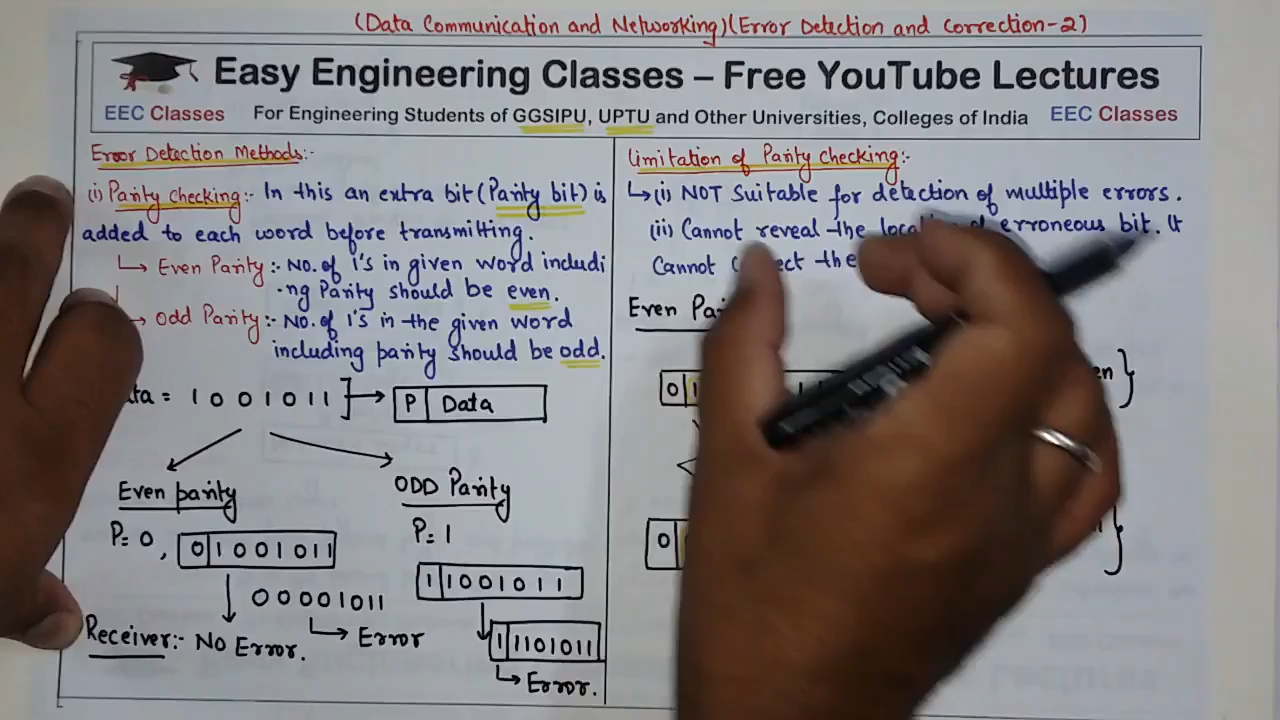 (Data Communication and Networking)(Error Detection and Correction-2)
Easy Engineering Classes – Free YouTube Lectures
EEC Classes For Engineering Students of GGSIPU, UPTU and Other Universities, Colleges of India EEC Classes
Error Detection Methods:-
(i) Parity Checking:- In this an extra bit (Parity bit) is
added to each word before transmitting.
Even Parity:- No. of 1's in given word includi
-ng Parity should be even.
Odd Parity:- No. of 1's in the given word
including parity should be odd.
= 1 0 0 1 0 1 1 P Data
Even parity
P= 0, 0 1 0 0 1 0 1 1
0 0 0 0 1 0 1 1
Error
Receiver:- No Error.
ODD Parity
P= 1
1 1 0 0 1 0 1 1
1 1 1 0 1 0 1 1
Error.
Limitation of Parity Checking:-
(i) NOT Suitable for detection of multiple errors.
(ii) Cannot reveal the of erroneous bit. It
Cannot the
Even
0 1
0